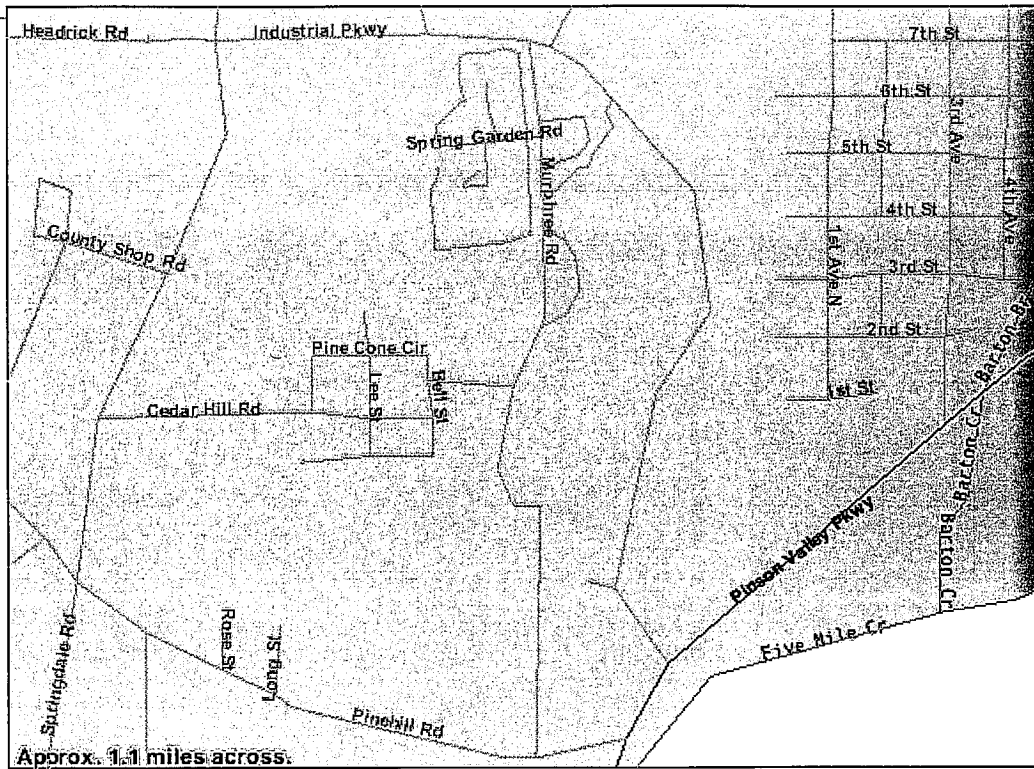 Headrick Rd
Industrial Pkwy
7th St
6th St
3rd Ave
Spring Garden Rd
5th St
Murphree Rd
4th Ave
4th St
County Shop Rd
1st Ave N
3rd St
Barton Br
2nd St
Pine Cone Cir
Lee St
Bell St
1st St
Cedar Hill Rd
Barton Cr
Pinson Valley Pkwy
Barton Cr
Rose St
Long St
Five Mile Cr
Springdale Rd
Pinehill Rd
Approx. 1.1 miles across.